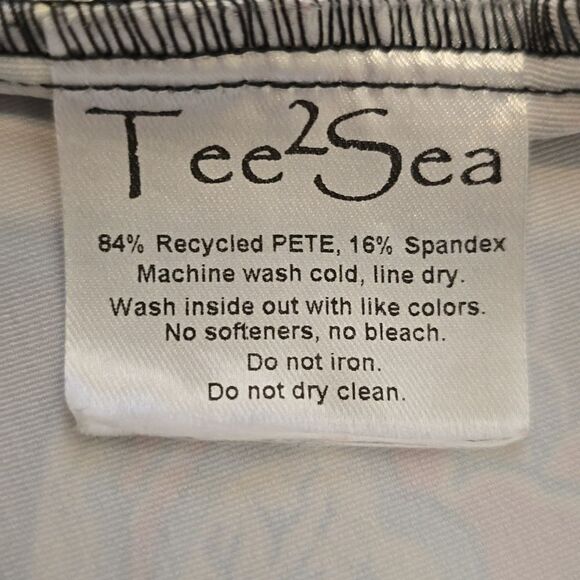 Tee2Sea
84% Recycled PETE, 16% Spandex
Machine wash cold, line dry.
Wash inside out with like colors.
No softeners, no bleach.
Do not iron.
Do not dry clean.